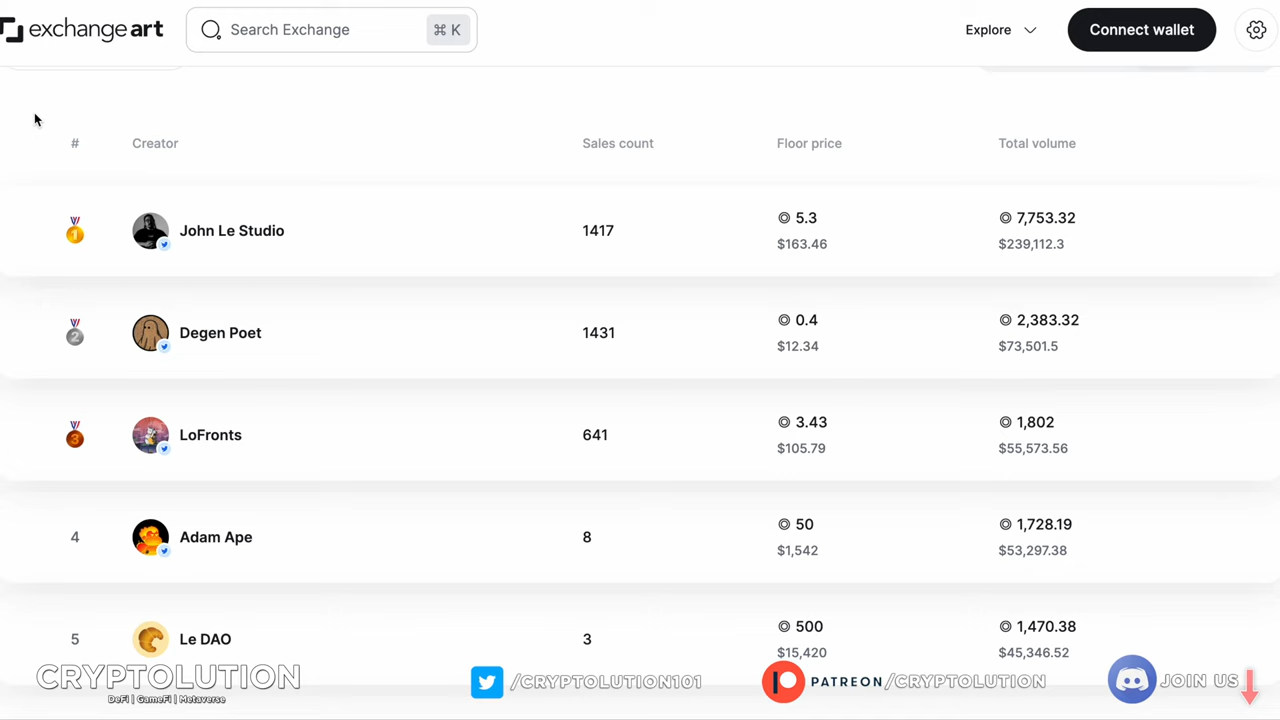 exchange art
Search Exchange
⌘ K
Explore
Connect wallet
# Creator Sales count Floor price Total volume
1 John Le Studio 1417 5.3 7,753.32
$163.46 $239,112.3
2 Degen Poet 1431 0.4 2,383.32
$12.34 $73,501.5
3 LoFronts 641 3.43 1,802
$105.79 $55,573.56
4 Adam Ape 8 50 1,728.19
$1,542 $53,297.38
5 Le DAO 3 500 1,470.38
$15,420 $45,346.52
CRYPTOLUTION
DeFi | GameFi | Metaverse
/CRYPTOLUTION101
PATREON/CRYPTOLUTION
JOIN US